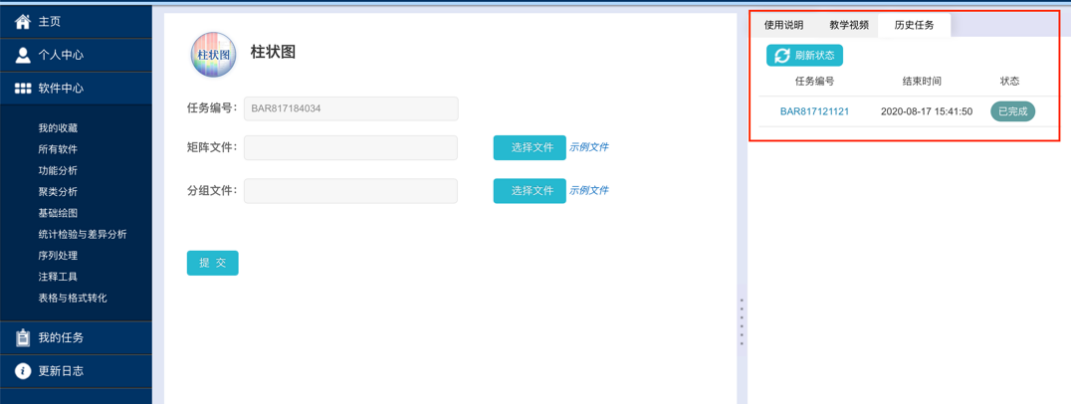 主页
个人中心
软件中心
我的收藏
所有软件
功能分析
聚类分析
基础绘图
统计检验与差异分析
序列处理
注释工具
表格与格式转化
我的任务
更新日志
柱状图 柱状图
任务编号： BAR817184034
矩阵文件： 选择文件 示例文件
分组文件： 选择文件 示例文件
提 交
使用说明 教学视频 历史任务
刷新状态
任务编号 结束时间 状态
BAR817121121 2020-08-17 15:41:50 已完成